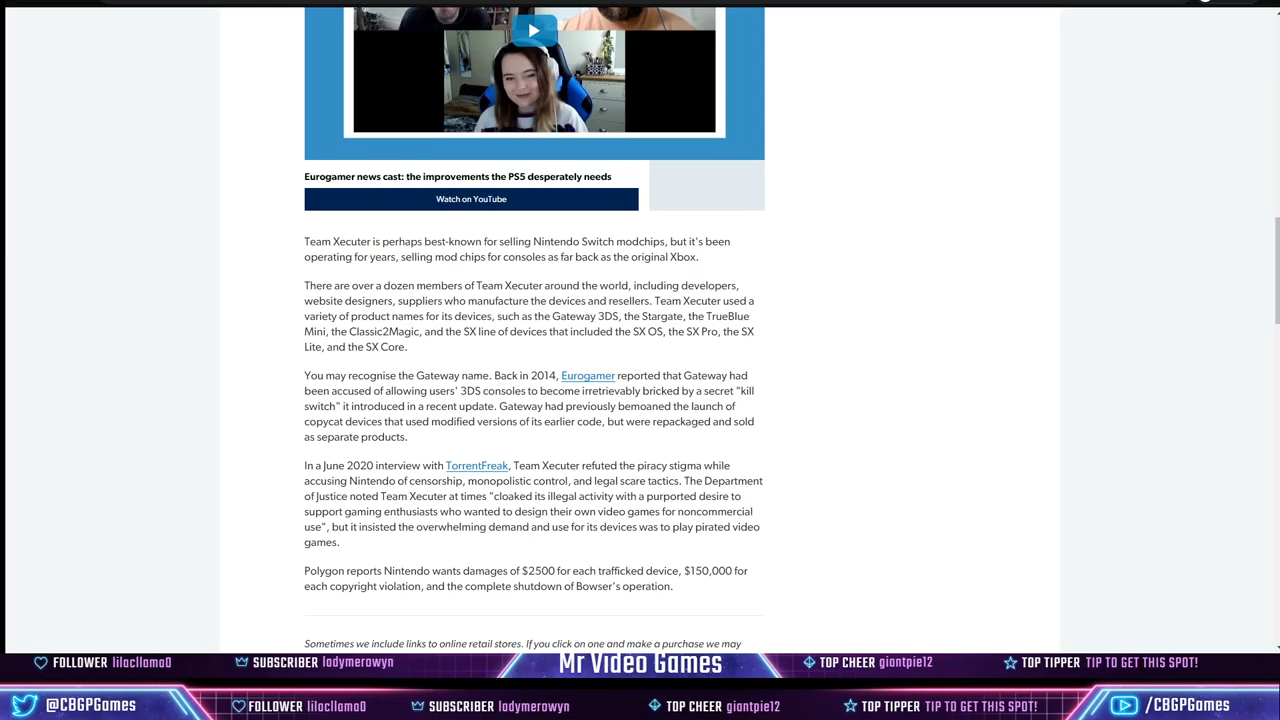 Eurogamer news cast: the improvements the PS5 desperately needs
Watch on YouTube
Team Xecuter is perhaps best-known for selling Nintendo Switch modchips, but it's been
operating for years, selling mod chips for consoles as far back as the original Xbox.
There are over a dozen members of Team Xecuter around the world, including developers,
website designers, suppliers who manufacture the devices and resellers. Team Xecuter used a
variety of product names for its devices, such as the Gateway 3DS, the Stargate, the TrueBlue
Mini, the Classic2Magic, and the SX line of devices that included the SX OS, the SX Pro, the SX
Lite, and the SX Core.
You may recognise the Gateway name. Back in 2014, Eurogamer reported that Gateway had
been accused of allowing users' 3DS consoles to become irretrievably bricked by a secret "kill
switch" it introduced in a recent update. Gateway had previously bemoaned the launch of
copycat devices that used modified versions of its earlier code, but were repackaged and sold
as separate products.
In a June 2020 interview with TorrentFreak, Team Xecuter refuted the piracy stigma while
accusing Nintendo of censorship, monopolistic control, and legal scare tactics. The Department
of Justice noted Team Xecuter at times "cloaked its illegal activity with a purported desire to
support gaming enthusiasts who wanted to design their own video games for noncommercial
use", but it insisted the overwhelming demand and use for its devices was to play pirated video
games.
Polygon reports Nintendo wants damages of $2500 for each trafficked device, $150,000 for
each copyright violation, and the complete shutdown of Bowser's operation.
Sometimes we include links to online retail stores. If you click on one and make a purchase we may
FOLLOWER lilacllama0 SUBSCRIBER ladymerowyn Mr Video Games TOP CHEER giantpie12 TOP TIPPER TIP TO GET THIS SPOT!
@CBGPGames FOLLOWER lilacllama0 SUBSCRIBER ladymerowyn TOP CHEER giantpie12 TOP TIPPER TIP TO GET THIS SPOT! /CBGPGames